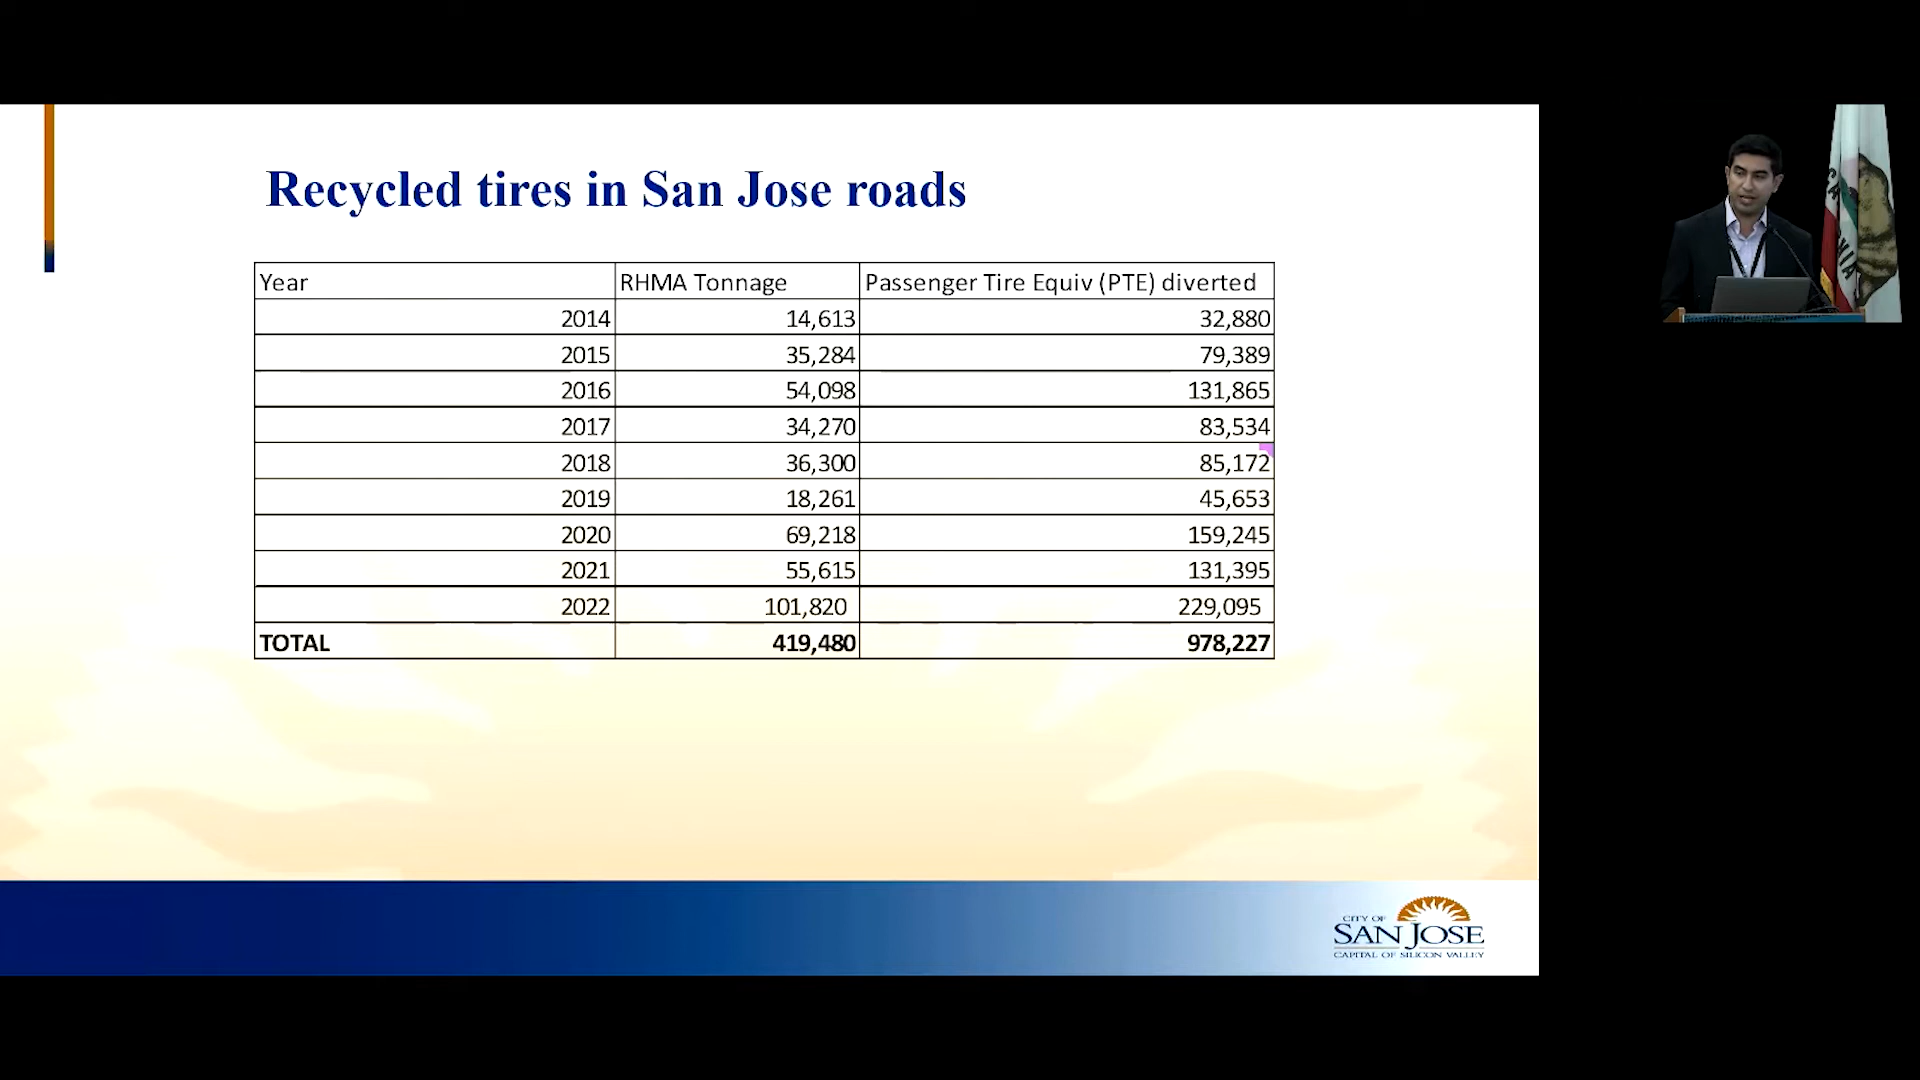 Recycled tires in San Jose roads
Year RHMA Tonnage Passenger Tire Equiv (PTE) diverted
2014 14,613 32,880
2015 35,284 79,389
2016 54,098 131,865
2017 34,270 83,534
2018 36,300 85,172
2019 18,261 45,653
2020 69,218 159,245
2021 55,615 131,395
2022 101,820 229,095
TOTAL 419,480 978,227
CITY OF
SAN JOSE
CAPITAL OF SILICON VALLEY